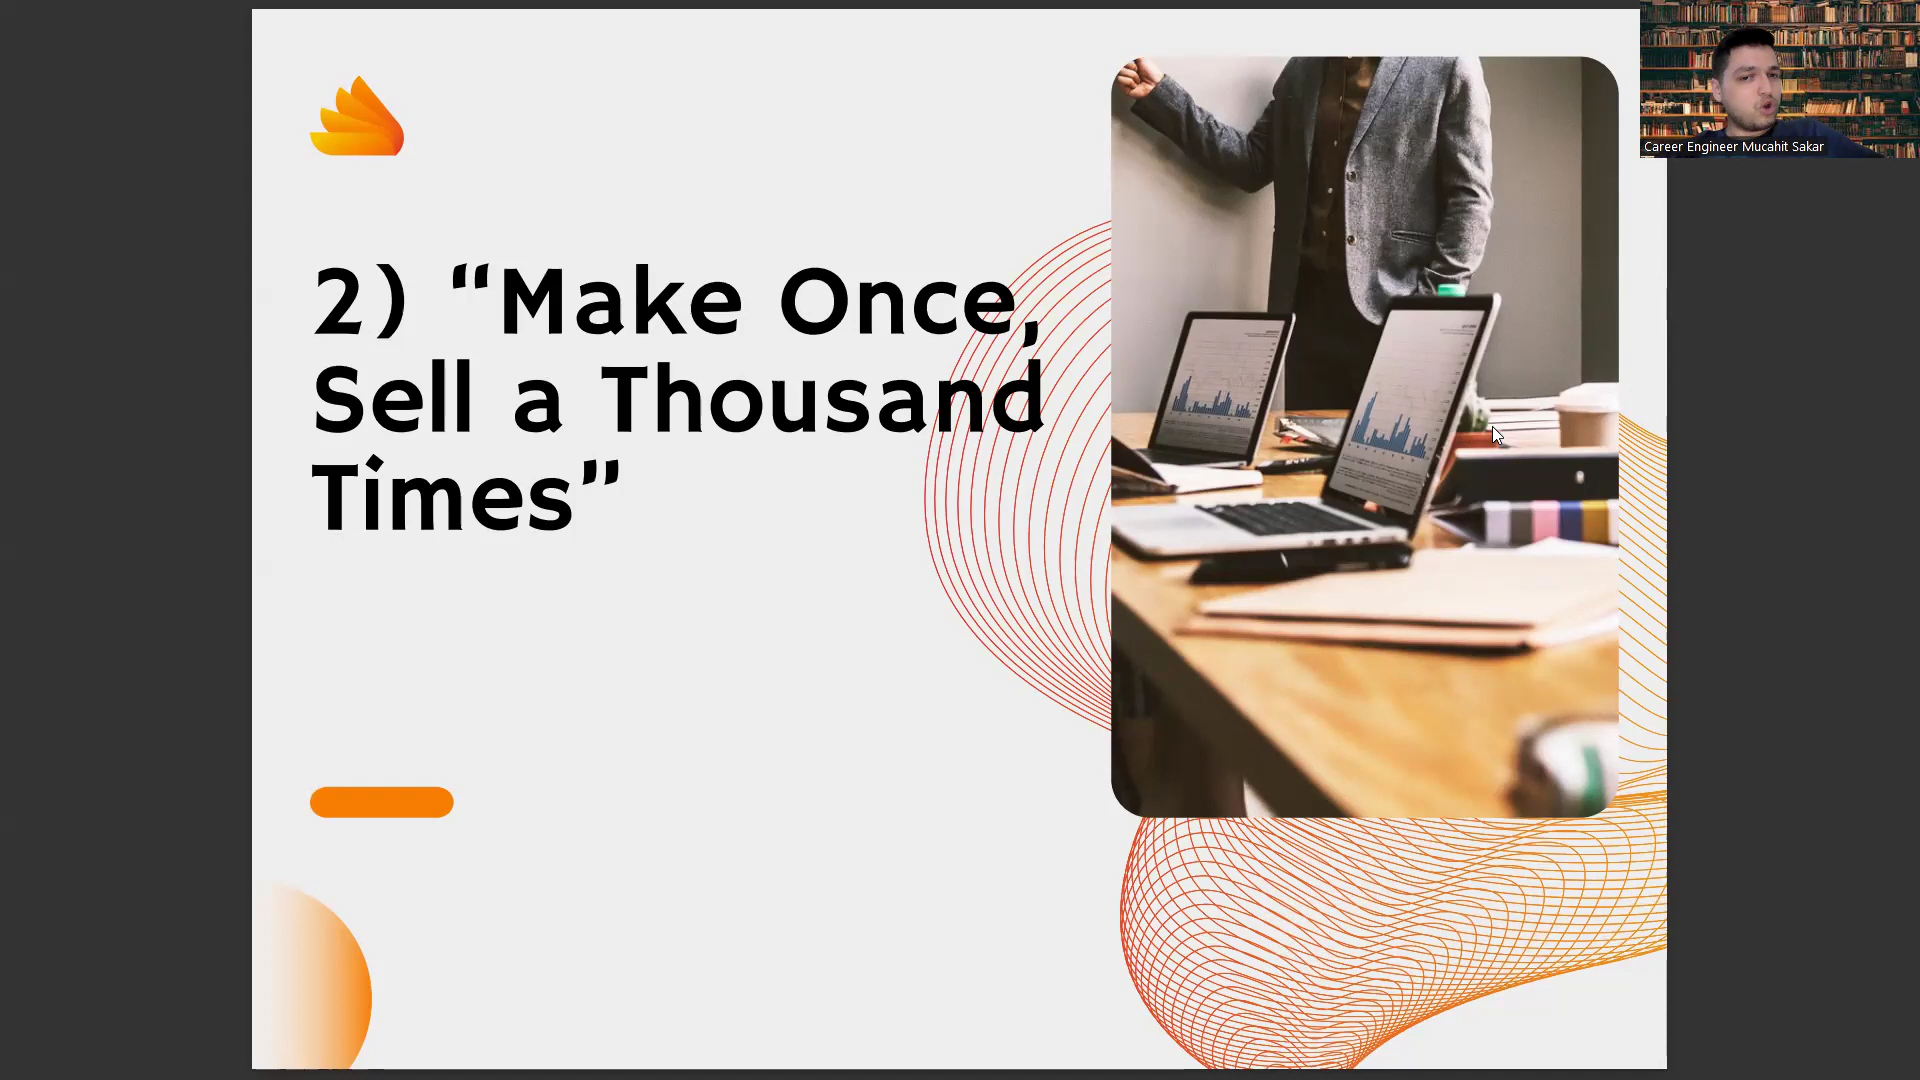 2) “Make Once,
Sell a Thousand
Times”
Career Engineer Mucahit Sakar